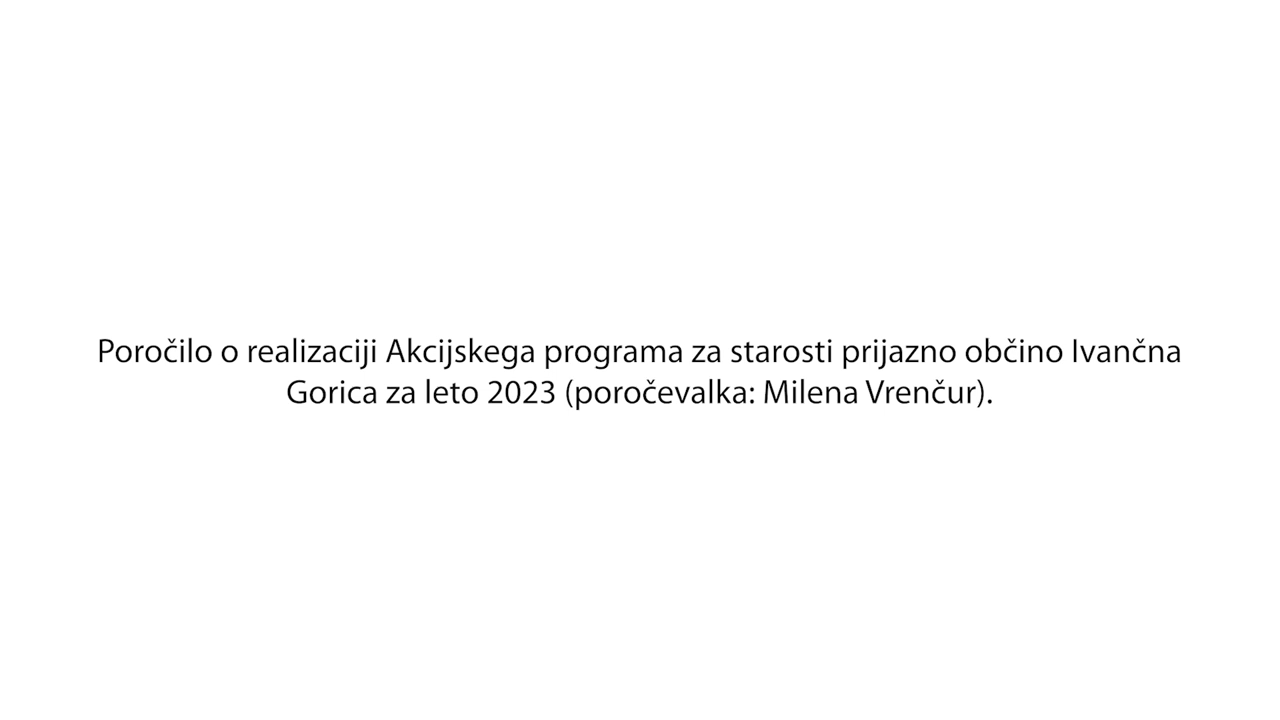 Poročilo o realizaciji Akcijskega programa za starosti prijazno občino Ivančna
Gorica za leto 2023 (poročevalka: Milena Vrenčur).